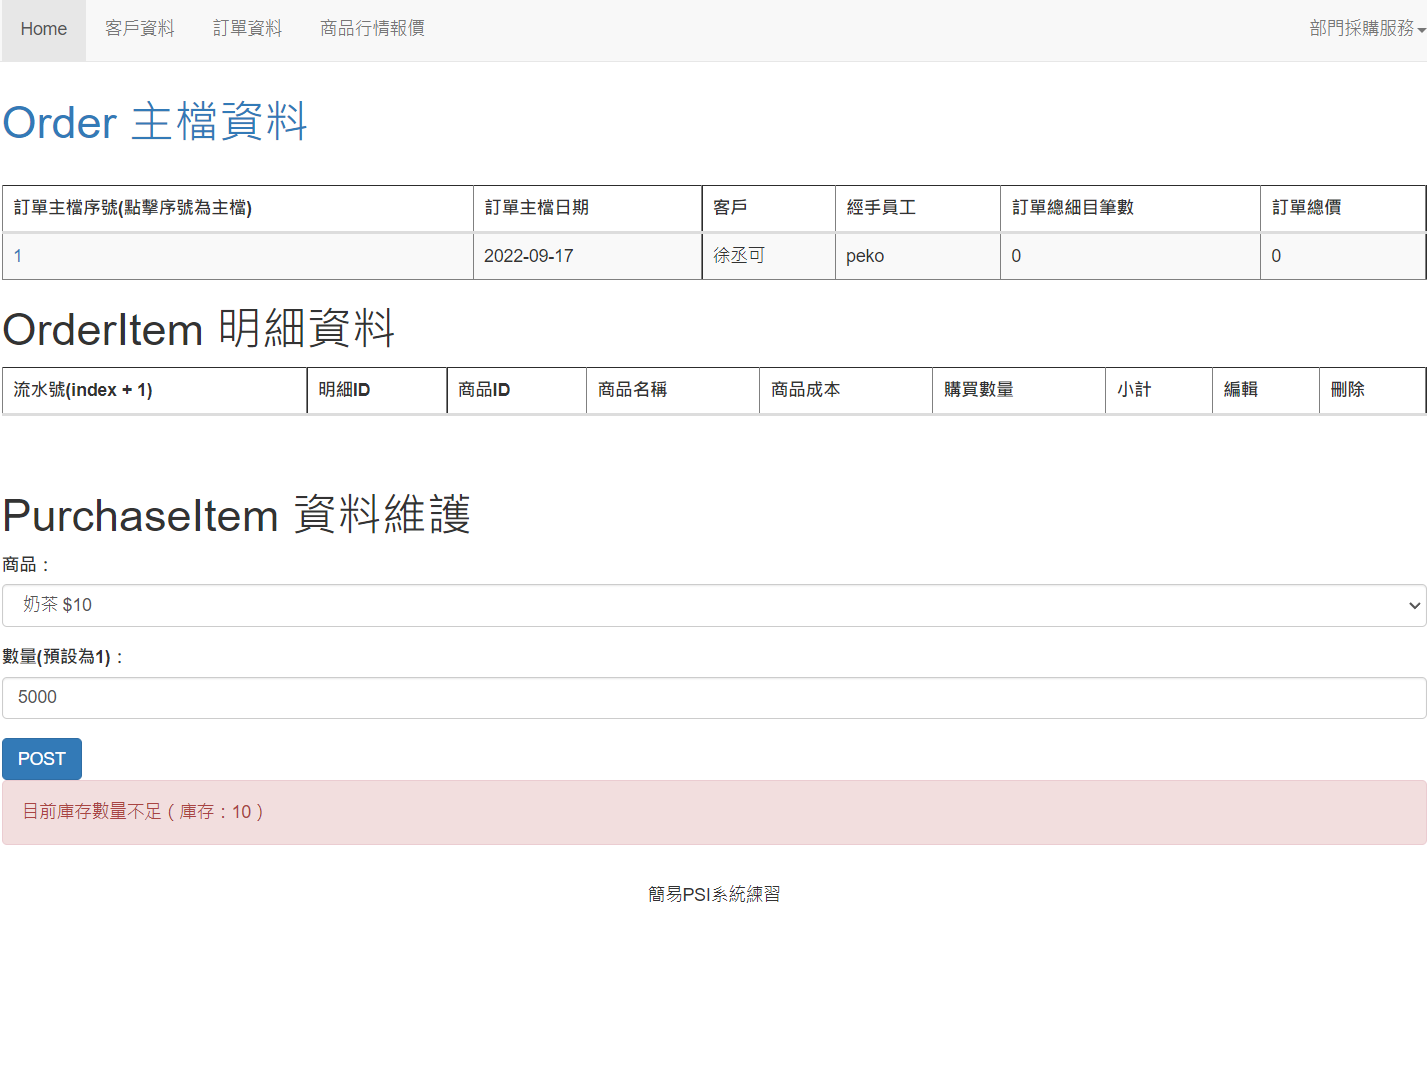 Home 客戶資料 訂單資料 商品行情報價 部門採購服務
Order 主檔資料
訂單主檔序號(點擊序號為主檔) 訂單主檔日期 客戶 經手員工 訂單總細目筆數 訂單總價
1 2022-09-17 徐丞可 peko 0 0
OrderItem 明細資料
流水號(index + 1) 明細ID 商品ID 商品名稱 商品成本 購買數量 小計 編輯 刪除
PurchaseItem 資料維護
商品：
奶茶 $10
數量(預設為1)：
5000
POST
目前庫存數量不足（庫存：10）
簡易PSI系統練習